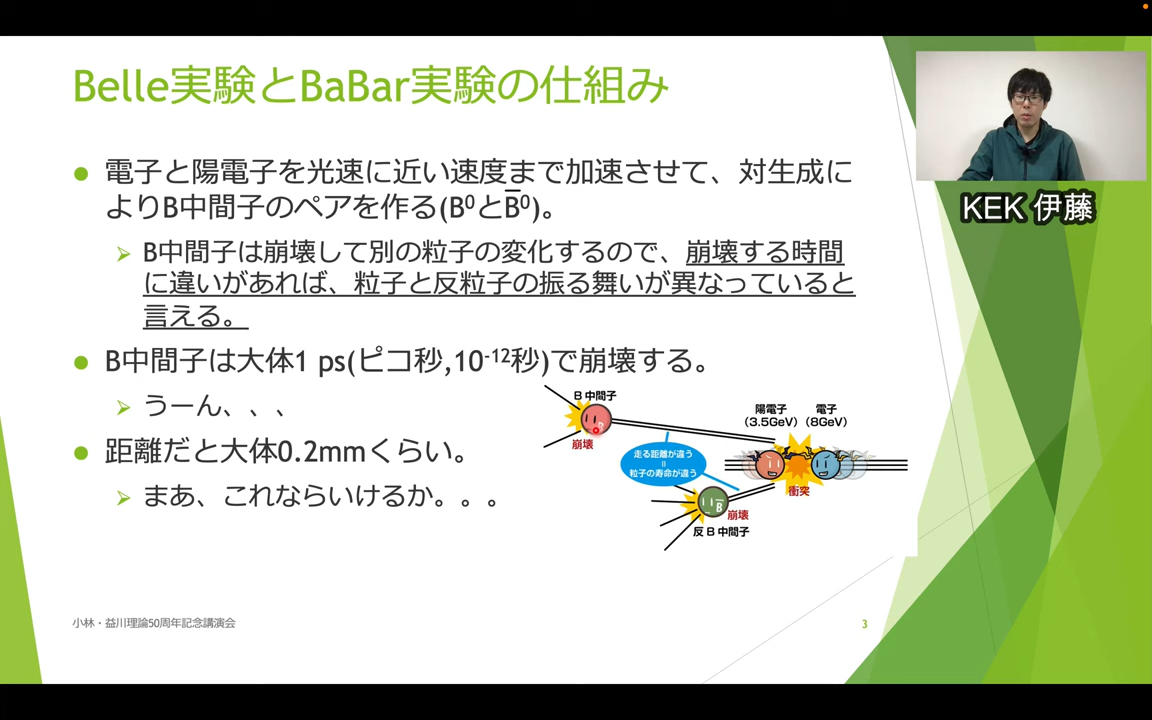 Belle実験とBaBar実験の仕組み
電子と陽電子を光速に近い速度まで加速させて、対生成に
よりB中間子のペアを作る(B⁰とB̅⁰)。
B中間子は崩壊して別の粒子の変化するので、崩壊する時間
に違いがあれば、粒子と反粒子の振る舞いが異なっていると
言える。
B中間子は大体1 ps(ピコ秒,10⁻¹²秒)で崩壊する。
うーん、、、
距離だと大体0.2mmくらい。
まあ、これならいけるか。。。
B中間子
崩壊
陽電子
(3.5GeV)
電子
(8GeV)
走る距離が違う
=
粒子の寿命が違う
衝突
B̅
崩壊
反B中間子
KEK 伊藤
小林・益川理論50周年記念講演会
3